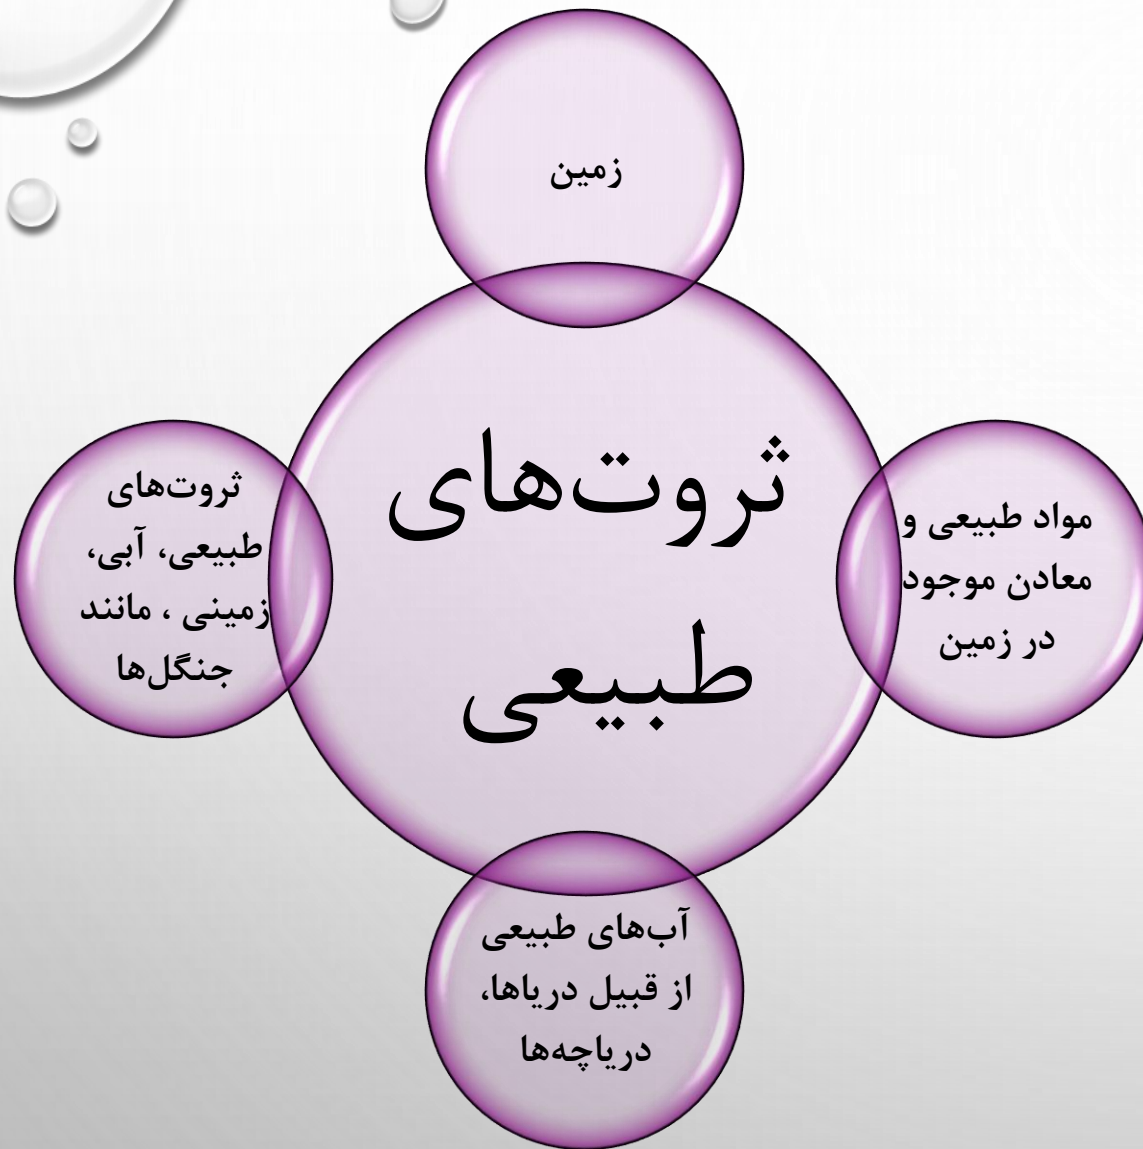 زمین
ثروت‌های
طبیعی
مواد طبیعی و
معادن موجود
در زمین
آب‌های طبیعی
از قبیل دریاها،
دریاچه‌ها
ثروت‌های
طبیعی، آبی،
زمینی ، مانند
جنگل‌ها